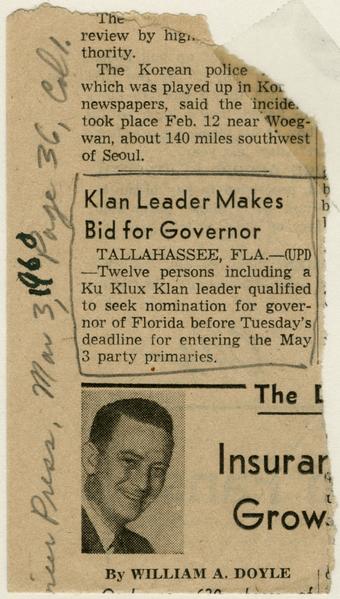 The
review by high
thority.
The Korean police
which was played up in Kor
newspapers, said the incide
took place Feb. 12 near Woeg-
wan, about 140 miles southwest
of Seoul.
Klan Leader Makes
Bid for Governor
TALLAHASSEE, FLA.—(UPI)
—Twelve persons including a
Ku Klux Klan leader qualified
to seek nomination for gover-
nor of Florida before Tuesday's
deadline for entering the May
3 party primaries.
The
Insuran
Grow
By WILLIAM A. DOYLE
Press, Mar 3, 1960 Page 36, Col 1.